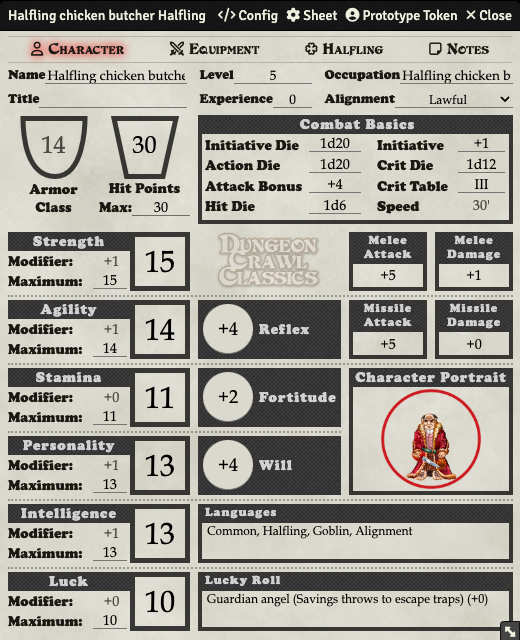 Halfling chicken butcher Halfling </> Config Sheet Prototype Token Close
Character Equipment Halfling Notes
Name Halfling chicken butche Level 5 Occupation Halfling chicken b
Title Experience 0 Alignment Lawful
14 30
Armor Class
Hit Points
Max: 30
Combat Basics
Initiative Die 1d20 Initiative +1
Action Die 1d20 Crit Die 1d12
Attack Bonus +4 Crit Table III
Hit Die 1d6 Speed 30'
Strength
Modifier: +1
Maximum: 15
15
Dungeon
Crawl
Classics
Melee Attack
+5
Melee Damage
+1
Agility
Modifier: +1
Maximum: 14
14
+4 Reflex
Missile Attack
+5
Missile Damage
+0
Stamina
Modifier: +0
Maximum: 11
11
+2 Fortitude
Character Portrait
Personality
Modifier: +1
Maximum: 13
13
+4 Will
Intelligence
Modifier: +1
Maximum: 13
13
Languages
Common, Halfling, Goblin, Alignment
Luck
Modifier: +0
Maximum: 10
10
Lucky Roll
Guardian angel (Savings throws to escape traps) (+0)